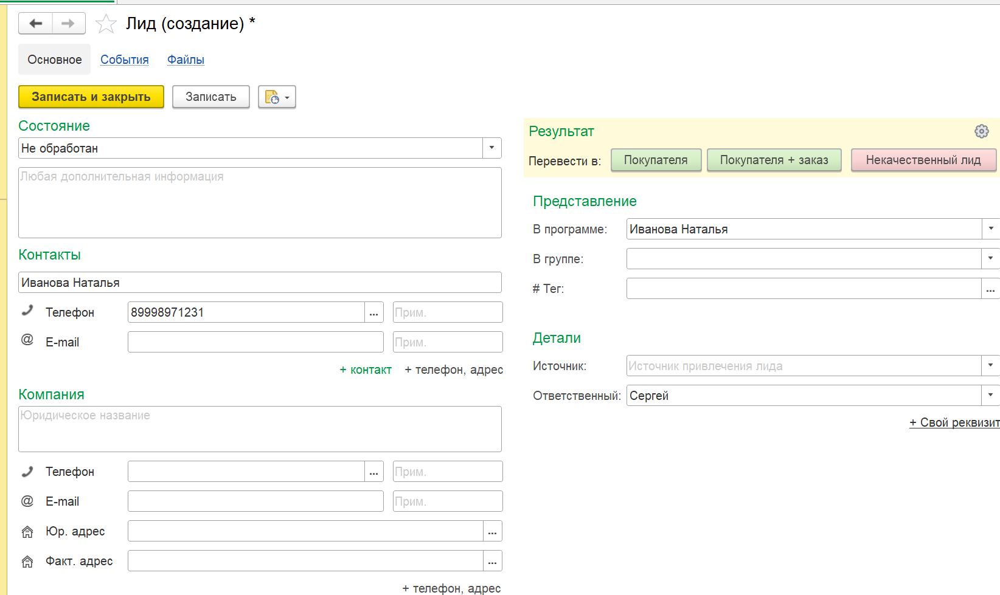 Лид (создание) *
Основное События Файлы
Записать и закрыть Записать
Состояние
Не обработан
Любая дополнительная информация
Контакты
Иванова Наталья
Телефон 89998971231 ... Прим.
@ E-mail Прим.
+ контакт + телефон, адрес
Компания
Юридическое название
Телефон ... Прим.
@ E-mail Прим.
Юр. адрес ...
Факт. адрес ...
+ телефон, адрес
Результат
Перевести в: Покупателя Покупателя + заказ Некачественный лид
Представление
В программе: Иванова Наталья
В группе:
# Тег: ...
Детали
Источник: Источник привлечения лида
Ответственный: Сергей
+ Свой реквизит